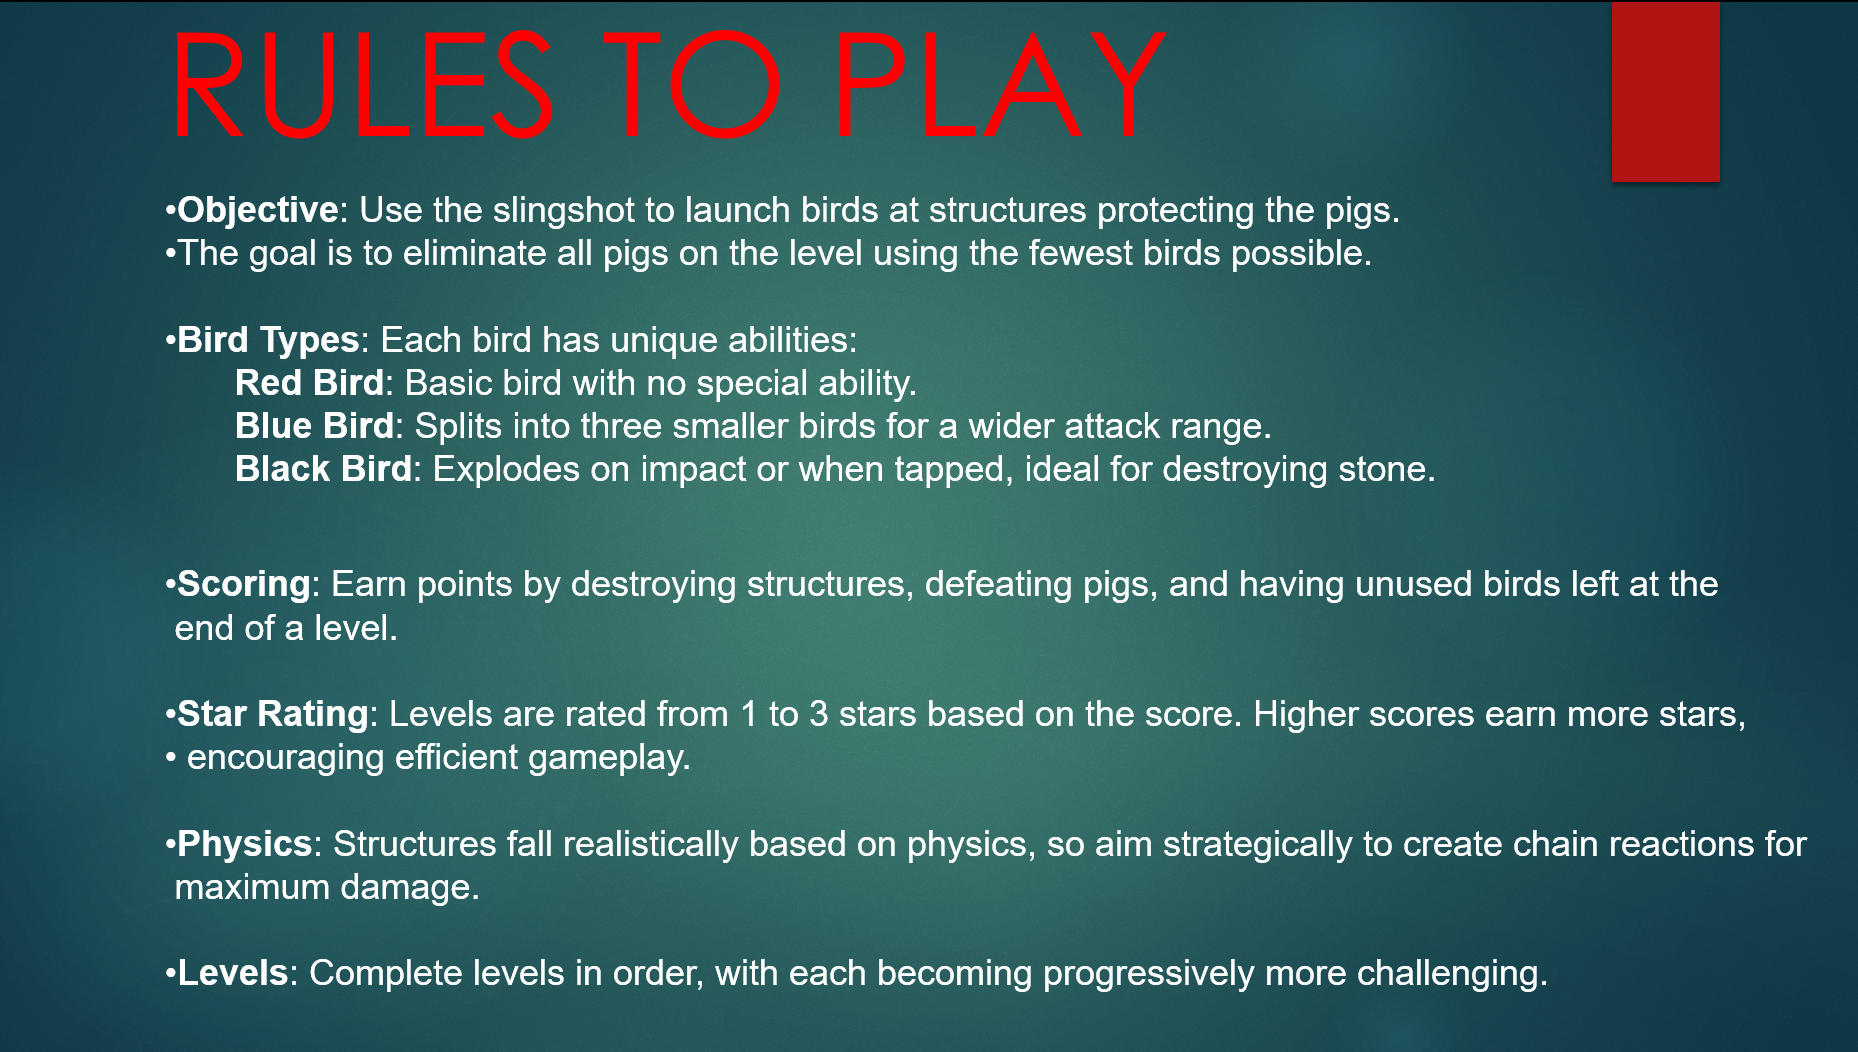 RULES TO PLAY
•Objective: Use the slingshot to launch birds at structures protecting the pigs.
•The goal is to eliminate all pigs on the level using the fewest birds possible.
•Bird Types: Each bird has unique abilities:
Red Bird: Basic bird with no special ability.
Blue Bird: Splits into three smaller birds for a wider attack range.
Black Bird: Explodes on impact or when tapped, ideal for destroying stone.
•Scoring: Earn points by destroying structures, defeating pigs, and having unused birds left at the
end of a level.
•Star Rating: Levels are rated from 1 to 3 stars based on the score. Higher scores earn more stars,
• encouraging efficient gameplay.
•Physics: Structures fall realistically based on physics, so aim strategically to create chain reactions for
maximum damage.
•Levels: Complete levels in order, with each becoming progressively more challenging.